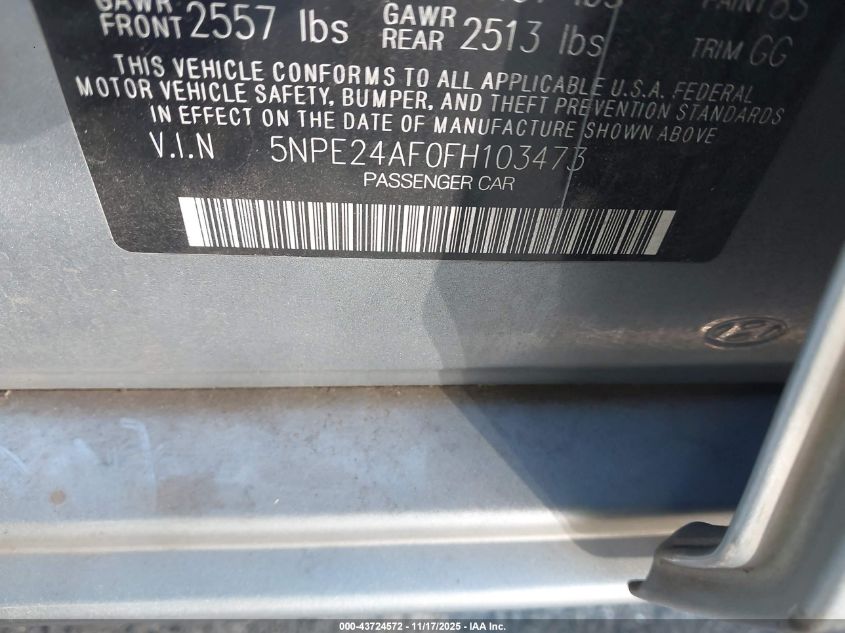 GAWR FRONT 2557 lbs GAWR REAR 2513 lbs
TRIM GG
THIS VEHICLE CONFORMS TO ALL APPLICABLE U.S.A. FEDERAL
MOTOR VEHICLE SAFETY, BUMPER, AND THEFT PREVENTION STANDARDS
IN EFFECT ON THE DATE OF MANUFACTURE SHOWN ABOVE
V.I.N 5NPE24AF0FH103473
PASSENGER CAR
000-43724572 — 11/17/2025 — IAA Inc.